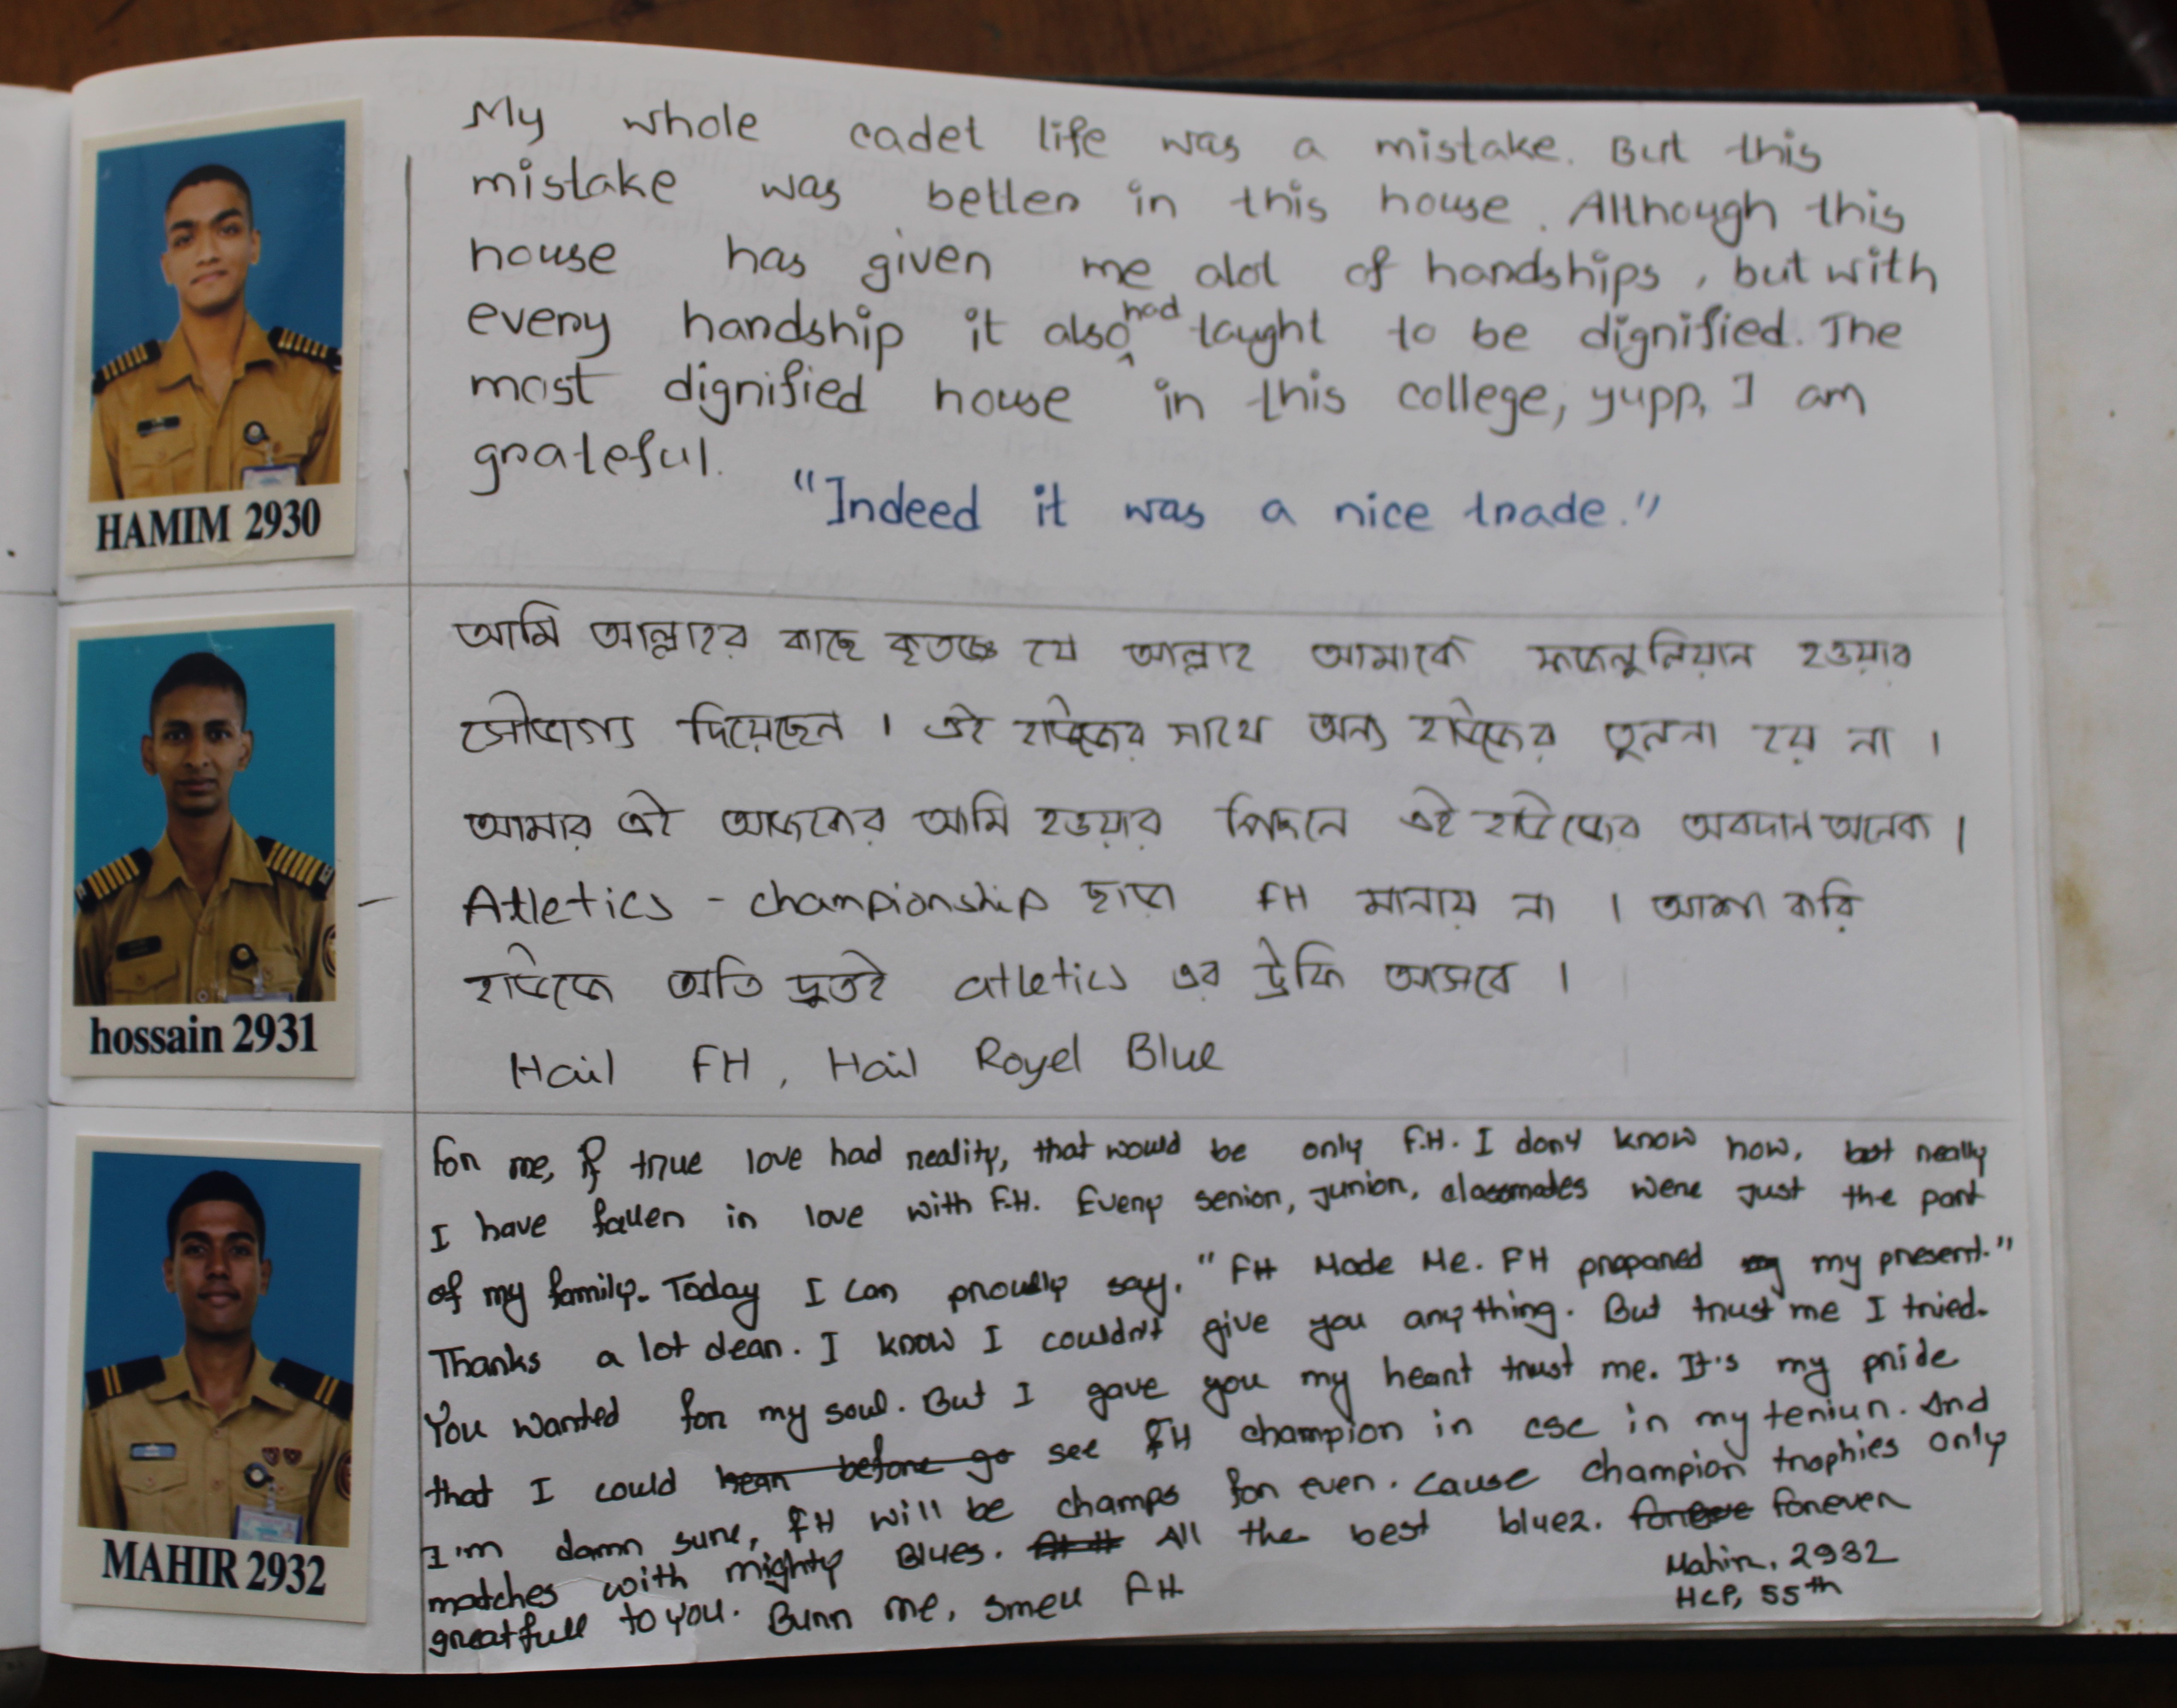 My whole cadet life was a mistake. But this
mistake was better in this house. Although this
house has given me alot of hardships, but with
every hardship it also had taught to be dignified. The
most dignified house in this college, yupp, I am
grateful.
"Indeed it was a nice trade."
HAMIM 2930
আমি আল্লাহর কাছে কৃতজ্ঞ যে আল্লাহ আমাকে ফজলুলিয়ান হওয়ার
সৌভাগ্য দিয়েছেন । এই হাউজের সাথে অন্য হাউজের তুলনা হয় না ।
আমার এই আজকের আমি হওয়ার পিছনে এই হাউজের অবদান অনেক ।
Atletics - championship ছাড়া FH মানায় না । আশা করি
হাউজে অতি দ্রুতই atletics এর ট্রফি আসবে ।
Hail FH, Hail Royel Blue
hossain 2931
For me, if true love had reality, that would be only F.H. I dont know how, but really
I have fallen in love with F.H. Every senior, junior, classmates were just the part
of my family. Today I can proudly say, "FH Made Me. FH prepared my present."
Thanks a lot dear. I know I couldn't give you anything. But trust me I tried.
You wanted for my soul. But I gave you my heart trust me. It's my pride
that I could hear before go see FH champion in csc in my teniur. And
I'm damn sure, FH will be champs for ever. Cause champion trophies only
matches with mighty Blues. All the best bluez. forever
greatfull to you. Burn me, smell FH
Mahir, 2932
HCP, 55th
MAHIR 2932